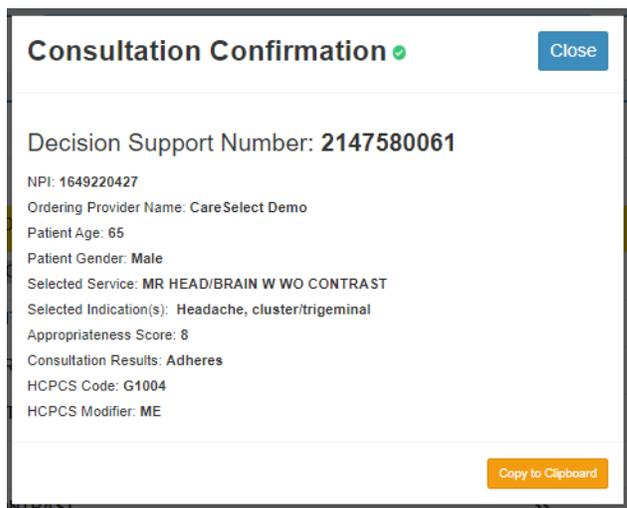 Consultation Confirmation
Close
Decision Support Number: 2147580061
NPI: 1649220427
Ordering Provider Name: CareSelect Demo
Patient Age: 65
Patient Gender: Male
Selected Service: MR HEAD/BRAIN W WO CONTRAST
Selected Indication(s): Headache, cluster/trigeminal
Appropriateness Score: 8
Consultation Results: Adheres
HCPCS Code: G1004
HCPCS Modifier: ME
Copy to Clipboard